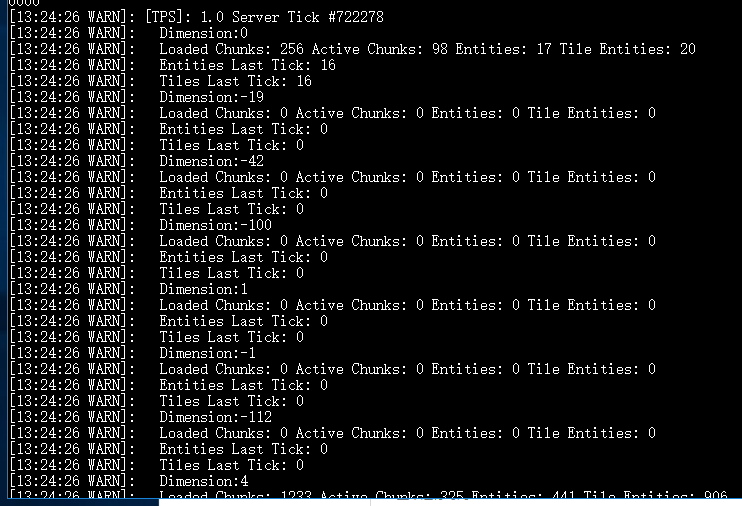 [13:24:26 WARN]: [TPS]: 1.0 Server Tick #722278
[13:24:26 WARN]:   Dimension:0
[13:24:26 WARN]:   Loaded Chunks: 256 Active Chunks: 98 Entities: 17 Tile Entities: 20
[13:24:26 WARN]:   Entities Last Tick: 16
[13:24:26 WARN]:   Tiles Last Tick: 16
[13:24:26 WARN]:   Dimension:-19
[13:24:26 WARN]:   Loaded Chunks: 0 Active Chunks: 0 Entities: 0 Tile Entities: 0
[13:24:26 WARN]:   Entities Last Tick: 0
[13:24:26 WARN]:   Tiles Last Tick: 0
[13:24:26 WARN]:   Dimension:-42
[13:24:26 WARN]:   Loaded Chunks: 0 Active Chunks: 0 Entities: 0 Tile Entities: 0
[13:24:26 WARN]:   Entities Last Tick: 0
[13:24:26 WARN]:   Tiles Last Tick: 0
[13:24:26 WARN]:   Dimension:-100
[13:24:26 WARN]:   Loaded Chunks: 0 Active Chunks: 0 Entities: 0 Tile Entities: 0
[13:24:26 WARN]:   Entities Last Tick: 0
[13:24:26 WARN]:   Tiles Last Tick: 0
[13:24:26 WARN]:   Dimension:1
[13:24:26 WARN]:   Loaded Chunks: 0 Active Chunks: 0 Entities: 0 Tile Entities: 0
[13:24:26 WARN]:   Entities Last Tick: 0
[13:24:26 WARN]:   Tiles Last Tick: 0
[13:24:26 WARN]:   Dimension:-1
[13:24:26 WARN]:   Loaded Chunks: 0 Active Chunks: 0 Entities: 0 Tile Entities: 0
[13:24:26 WARN]:   Entities Last Tick: 0
[13:24:26 WARN]:   Tiles Last Tick: 0
[13:24:26 WARN]:   Dimension:-112
[13:24:26 WARN]:   Loaded Chunks: 0 Active Chunks: 0 Entities: 0 Tile Entities: 0
[13:24:26 WARN]:   Entities Last Tick: 0
[13:24:26 WARN]:   Tiles Last Tick: 0
[13:24:26 WARN]:   Dimension:4
[13:24:26 WARN]:   Loaded Chunks: 1233 Active Chunks: 325 Entities: 441 Tile Entities: 906